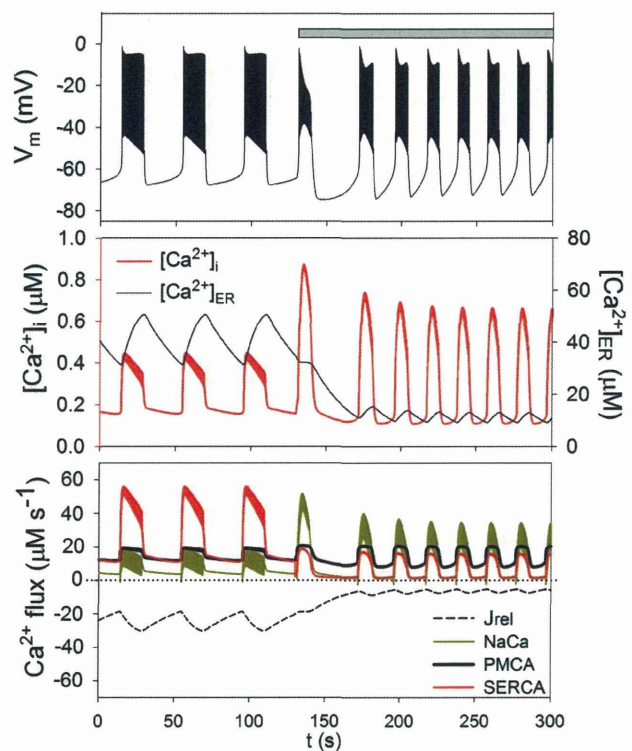 0
-20
-40
-60
-80
V_m (mV)
1.0
0.8
0.6
0.4
0.2
0.0
[Ca²⁺]i (μM)
[Ca²⁺]i
[Ca²⁺]ER
80
60
40
20
0
[Ca²⁺]ER (μM)
60
40
20
0
-20
-40
-60
Ca²⁺ flux (μM s⁻¹)
Jrel
NaCa
PMCA
SERCA
0 50 100 150 200 250 300
t (s)